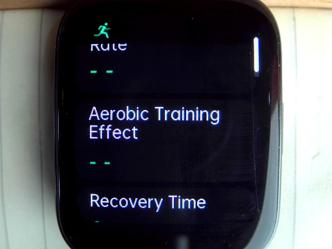 Rate
- -
Aerobic Training
Effect
- -
Recovery Time